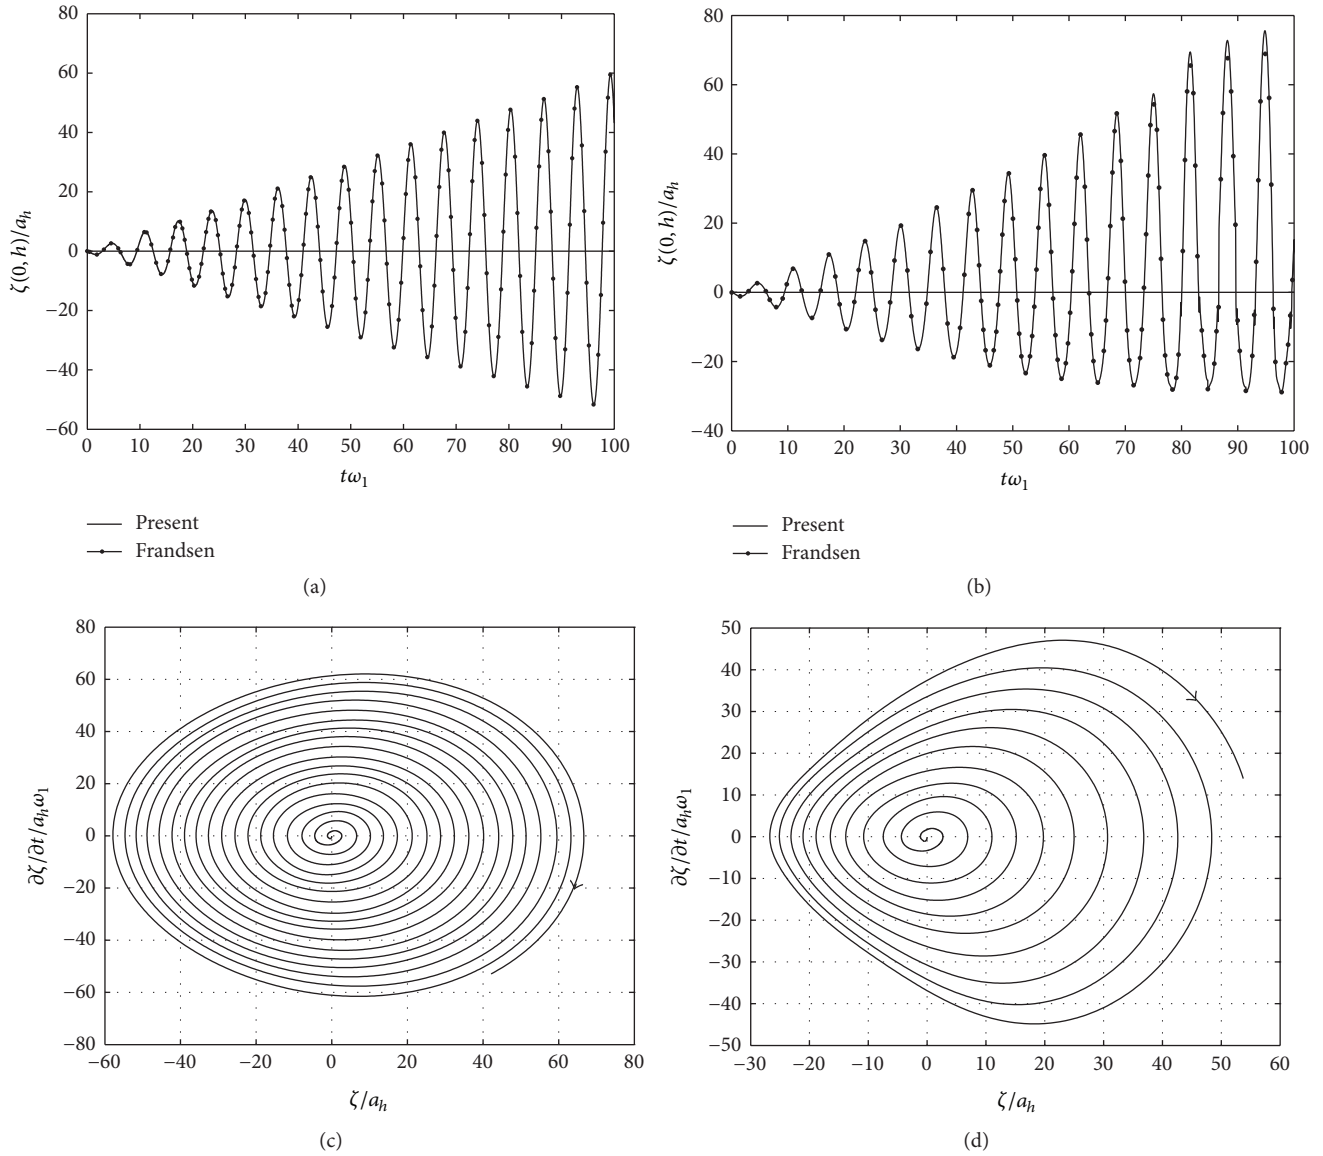 80
60
40
20
0
−20
−40
−60
0 10 20 30 40 50 60 70 80 90 100
ζ(0, h)/a_h
tω_1
Present
Frandsen
(a)
80
60
40
20
0
−20
−40
0 10 20 30 40 50 60 70 80 90 100
ζ(0, h)/a_h
tω_1
Present
Frandsen
(b)
80
60
40
20
0
−20
−40
−60
−80
−60 −40 −20 0 20 40 60 80
∂ζ/∂t/a_hω_1
ζ/a_h
(c)
50
40
30
20
10
0
−10
−20
−30
−40
−50
−30 −20 −10 0 10 20 30 40 50 60
∂ζ/∂t/a_hω_1
ζ/a_h
(d)